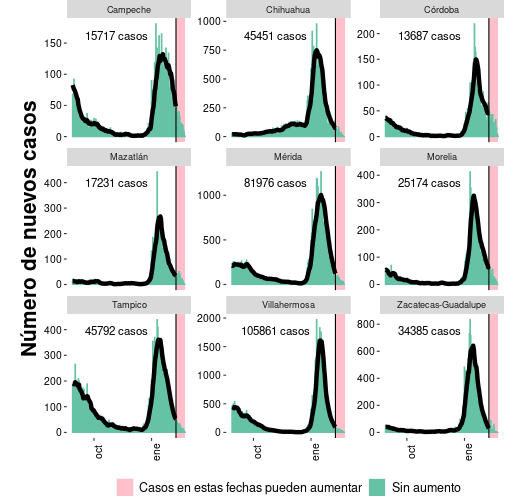 Número de nuevos casos
Campeche
15717 casos
150
100
50
0
Chihuahua
45451 casos
1000
750
500
250
0
Córdoba
13687 casos
200
150
100
50
0
Mazatlán
17231 casos
400
300
200
100
0
Mérida
81976 casos
1000
500
0
Morelia
25174 casos
400
300
200
100
0
Tampico
45792 casos
400
300
200
100
0
Villahermosa
105861 casos
2000
1500
1000
500
0
Zacatecas-Guadalupe
34385 casos
800
600
400
200
0
oct
ene
oct
ene
oct
ene
Casos en estas fechas pueden aumentar
Sin aumento